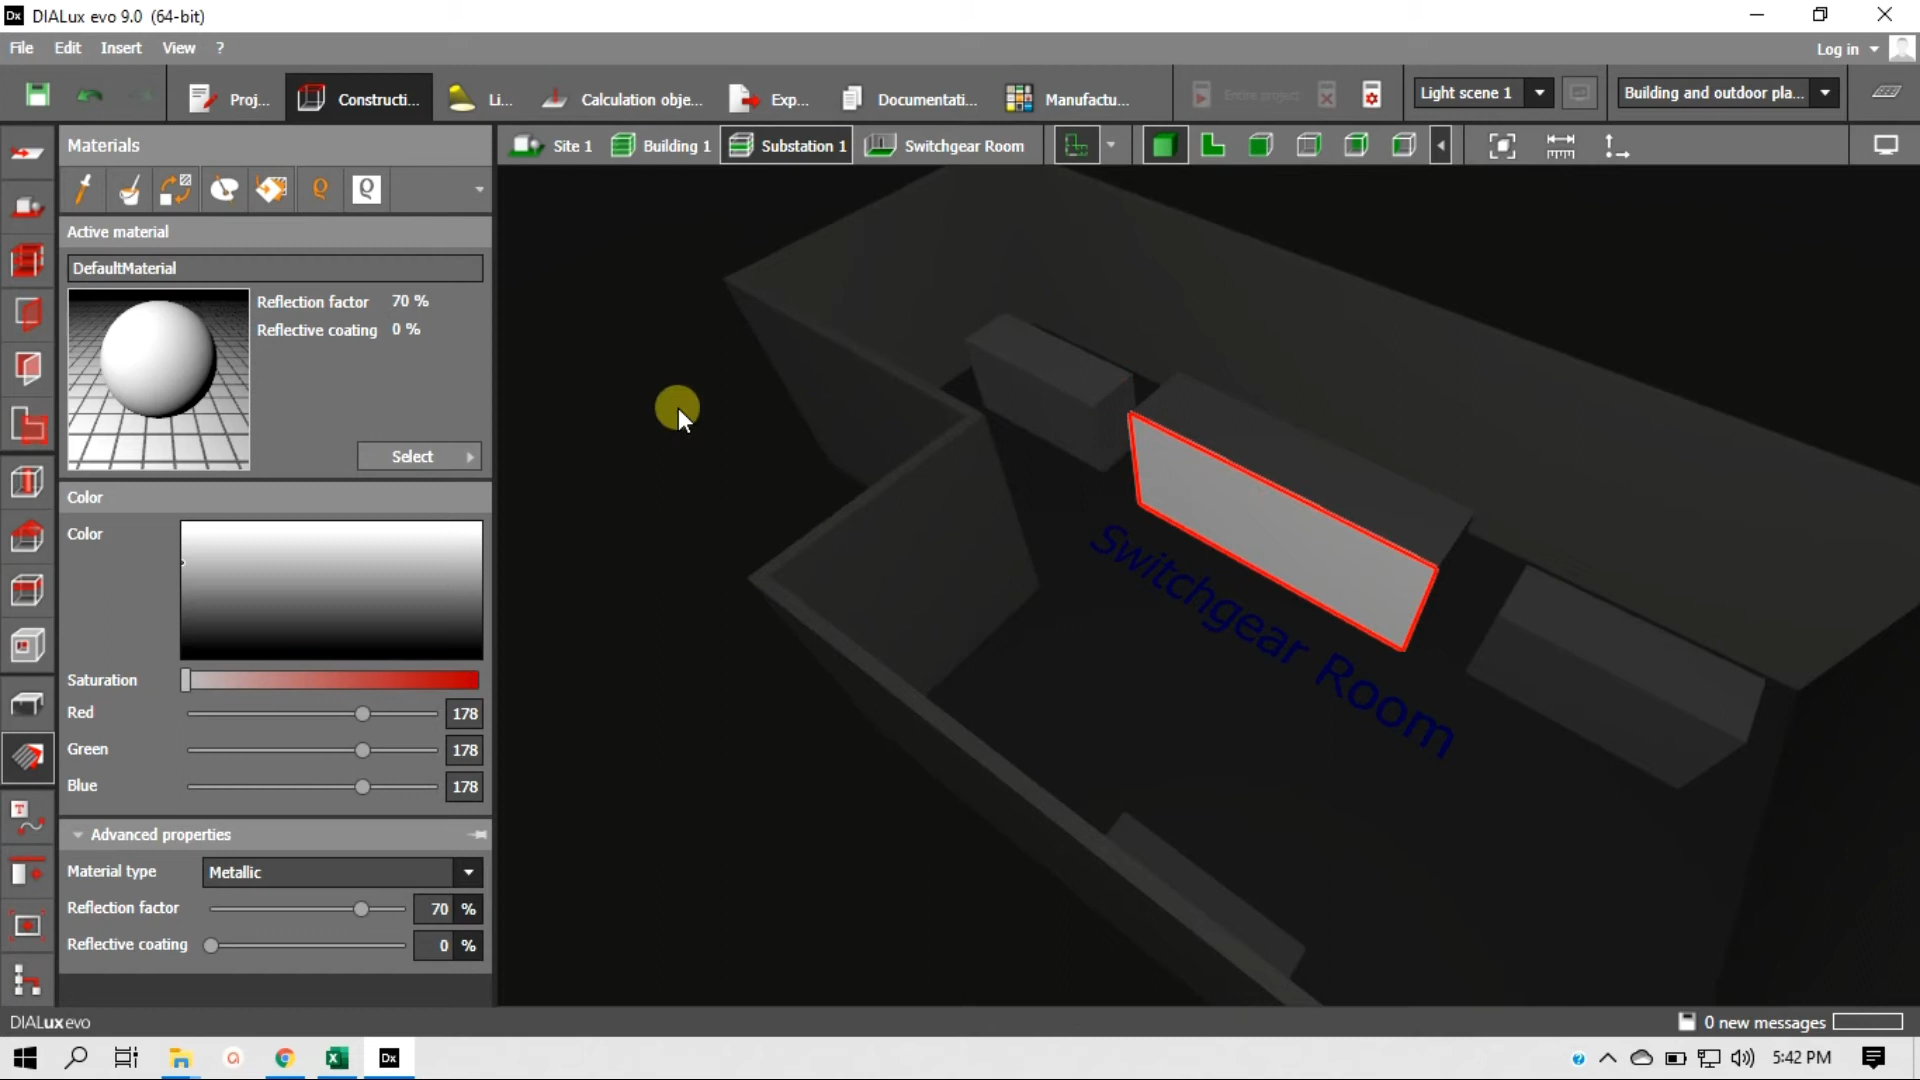 Dx DIALux evo 9.0 (64-bit)
File Edit Insert View ? Log in
Proj... Constructi... Li... Calculation obje... Exp... Documentati... Manufactu... Entire project Light scene 1 Building and outdoor pla...
Materials Site 1 Building 1 Substation 1 Switchgear Room
Active material
DefaultMaterial
Reflection factor 70 %
Reflective coating 0 %
Select
Color
Color
Saturation
Red 178
Green 178
Blue 178
Advanced properties
Material type Metallic
Reflection factor 70 %
Reflective coating 0 %
Switchgear Room
DIALux evo 0 new messages
Dx 5:42 PM